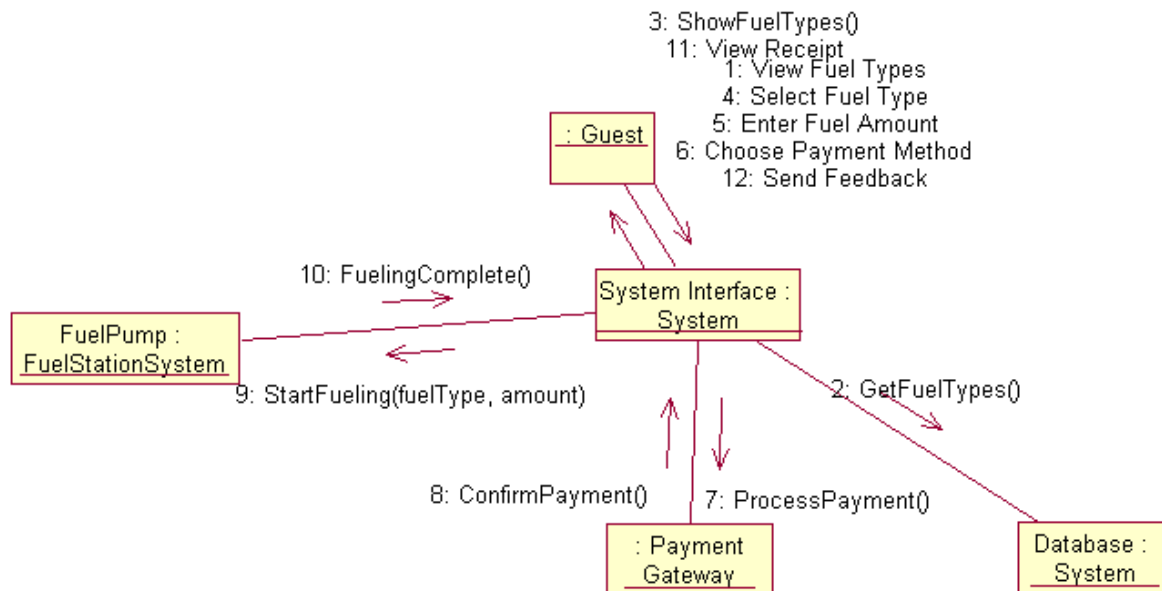 3: ShowFuelTypes()
11: View Receipt
1: View Fuel Types
4: Select Fuel Type
5: Enter Fuel Amount
6: Choose Payment Method
12: Send Feedback
: Guest
10: FuelingComplete()
System Interface :
System
FuelPump :
FuelStationSystem
9: StartFueling(fuelType, amount)
2: GetFuelTypes()
8: ConfirmPayment()
7: ProcessPayment()
: Payment
Gateway
Database :
System